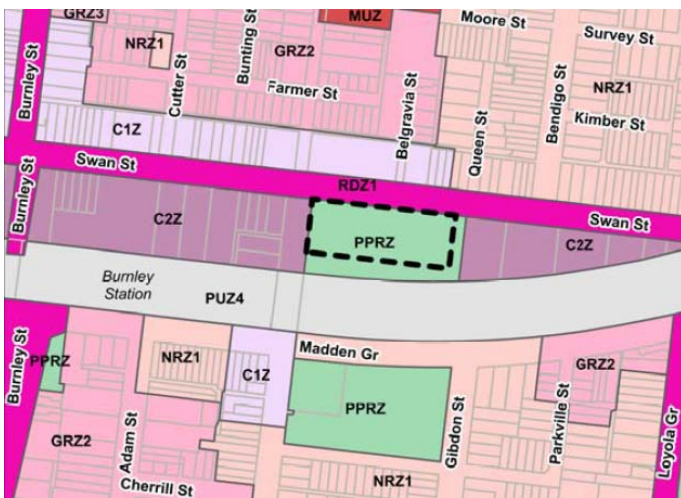 GRZ3
MUZ
Moore St
Survey St
NRZ1
Bunting St
GRZ2
Burnley St
Cutter St
Farmer St
Belgravia St
Queen St
Bendigo St
NRZ1
Kimber St
C1Z
Swan St
RDZ1
Burnley St
C2Z
PPRZ
Swan St
C2Z
Burnley
Station
PUZ4
Burnley St
PPRZ
NRZ1
C1Z
Madden Gr
PPRZ
GRZ2
GRZ2
Adam St
Gibdon St
Parkville St
Loyola Gr
Cherrill St
NRZ1